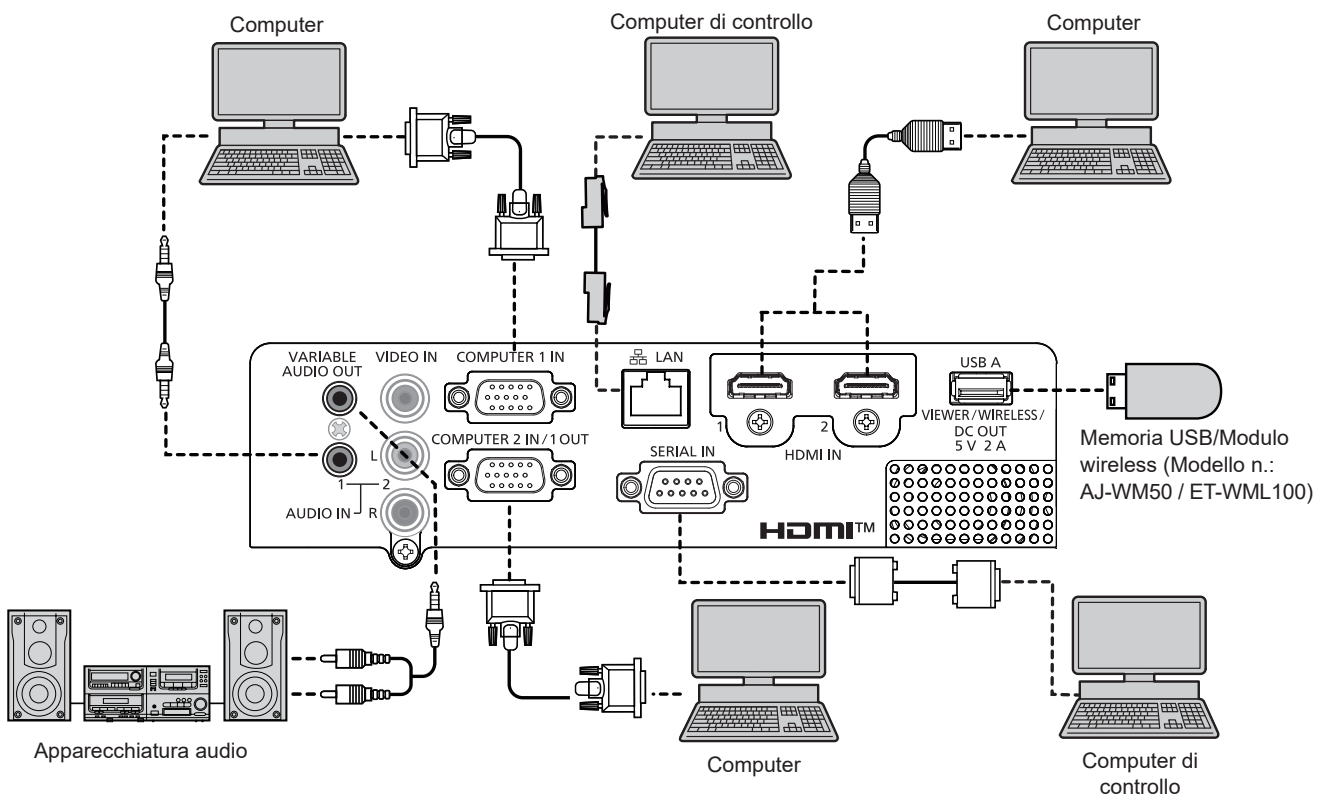 Computer
Computer di controllo
Computer
VARIABLE
AUDIO OUT
VIDEO IN
COMPUTER 1 IN
LAN
USB A
VIEWER/WIRELESS/
DC OUT
5 V 2 A
1
2
HDMI IN
COMPUTER 2 IN/1 OUT
SERIAL IN
L
1
2
AUDIO IN
R
HDMI™
Memoria USB/Modulo
wireless (Modello n.:
AJ-WM50 / ET-WML100)
Apparecchiatura audio
Computer
Computer di
controllo